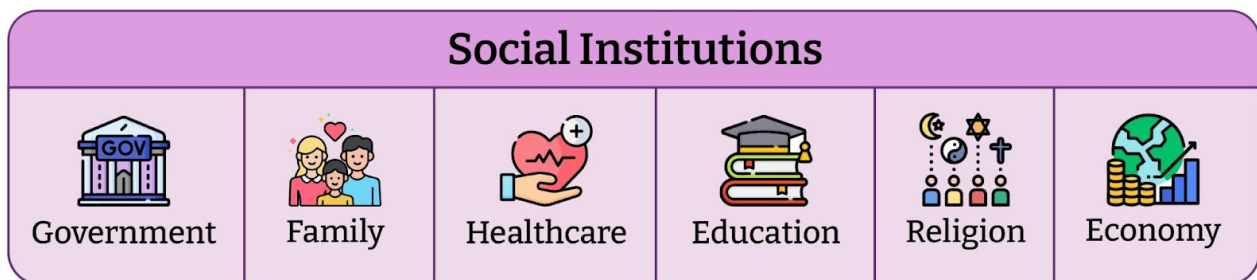 Social Institutions
GOV
Government
Family
Healthcare
Education
Religion
Economy